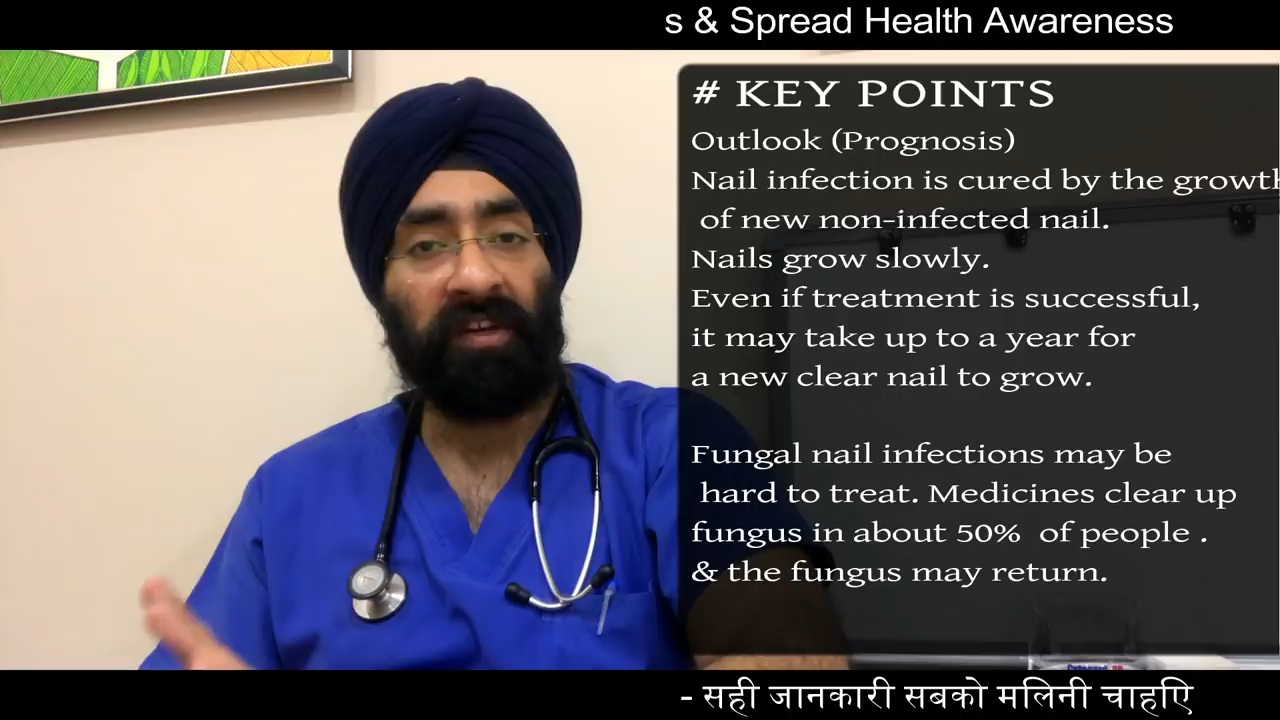 s & Spread Health Awareness
# KEY POINTS
Outlook (Prognosis)
Nail infection is cured by the growth
of new non-infected nail.
Nails grow slowly.
Even if treatment is successful,
it may take up to a year for
a new clear nail to grow.
Fungal nail infections may be
hard to treat. Medicines clear up
fungus in about 50% of people .
& the fungus may return.
- सही जानकारी सबको मलिनी चाहएि